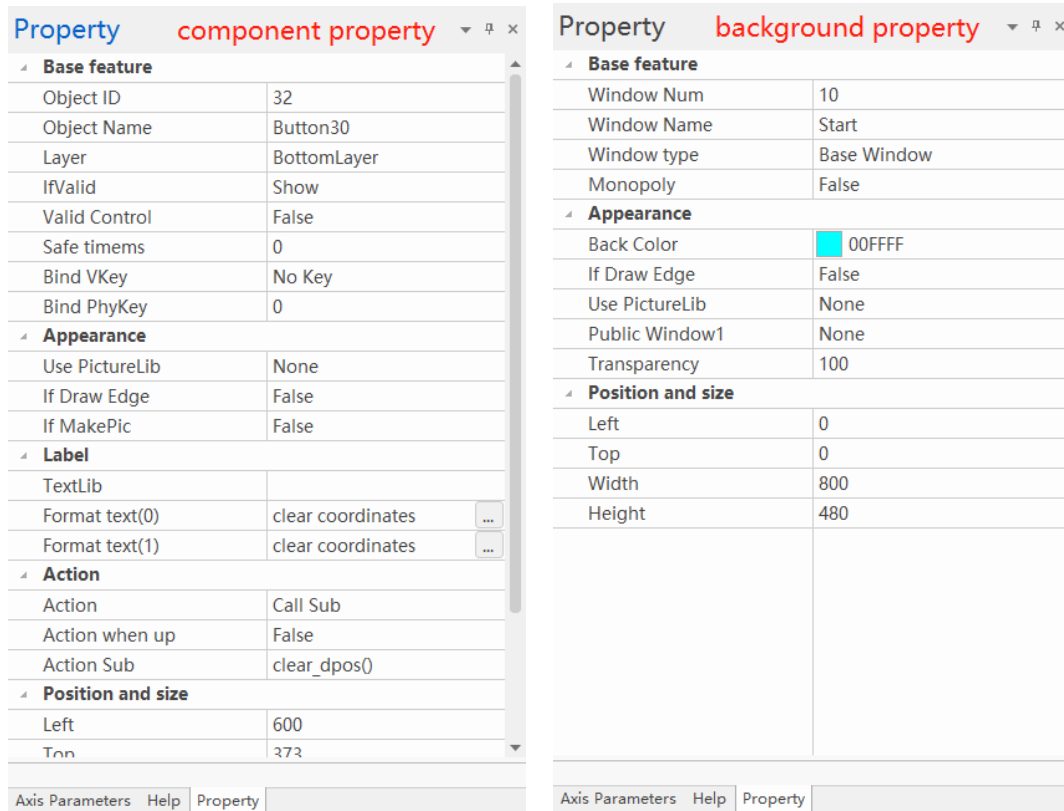 Property component property
Base feature
Object ID 32
Object Name Button30
Layer BottomLayer
IfValid Show
Valid Control False
Safe timems 0
Bind VKey No Key
Bind PhyKey 0
Appearance
Use PictureLib None
If Draw Edge False
If MakePic False
Label
TextLib
Format text(0) clear coordinates ...
Format text(1) clear coordinates ...
Action
Action Call Sub
Action when up False
Action Sub clear_dpos()
Position and size
Left 600
Top 373
Axis Parameters Help Property
Property background property
Base feature
Window Num 10
Window Name Start
Window type Base Window
Monopoly False
Appearance
Back Color 00FFFF
If Draw Edge False
Use PictureLib None
Public Window1 None
Transparency 100
Position and size
Left 0
Top 0
Width 800
Height 480
Axis Parameters Help Property